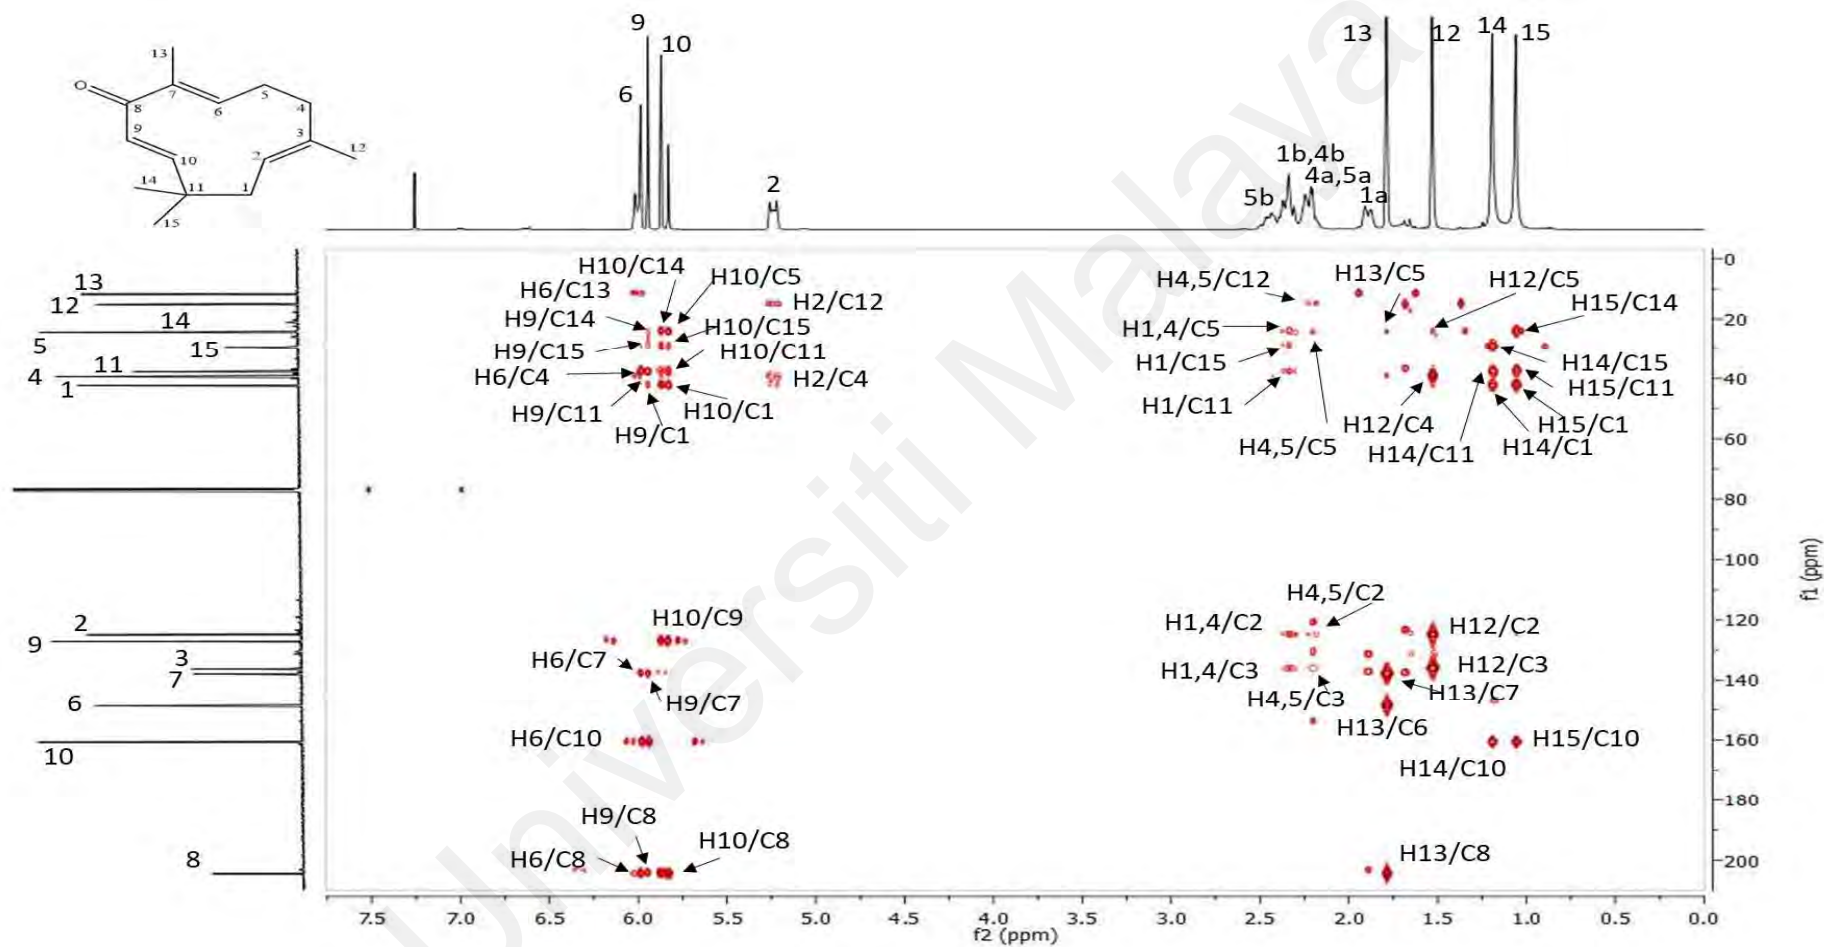 9
10
13
12
14
15
6
2
5b
1b,4b
4a,5a
1a
13
O
8
7
6
5
4
9
3
10
2
12
14
11
1
15
13
12
14
5
15
11
4
1
2
9
3
7
6
10
8
H10/C14
H10/C5
H6/C13
H2/C12
H9/C14
H10/C15
H9/C15
H10/C11
H6/C4
H2/C4
H9/C11
H10/C1
H9/C1
H4,5/C12
H13/C5
H12/C5
H15/C14
H1,4/C5
H1/C15
H14/C15
H15/C11
H1/C11
H12/C4
H15/C1
H4,5/C5
H14/C11
H14/C1
H10/C9
H6/C7
H9/C7
H6/C10
H4,5/C2
H1,4/C2
H12/C2
H1,4/C3
H12/C3
H4,5/C3
H13/C7
H13/C6
H15/C10
H14/C10
H9/C8
H10/C8
H6/C8
H13/C8
0
20
40
60
80
100
120
140
160
180
200
f1 (ppm)
7.5 7.0 6.5 6.0 5.5 5.0 4.5 4.0 3.5 3.0 2.5 2.0 1.5 1.0 0.5 0.0
f2 (ppm)
Universiti Malaya